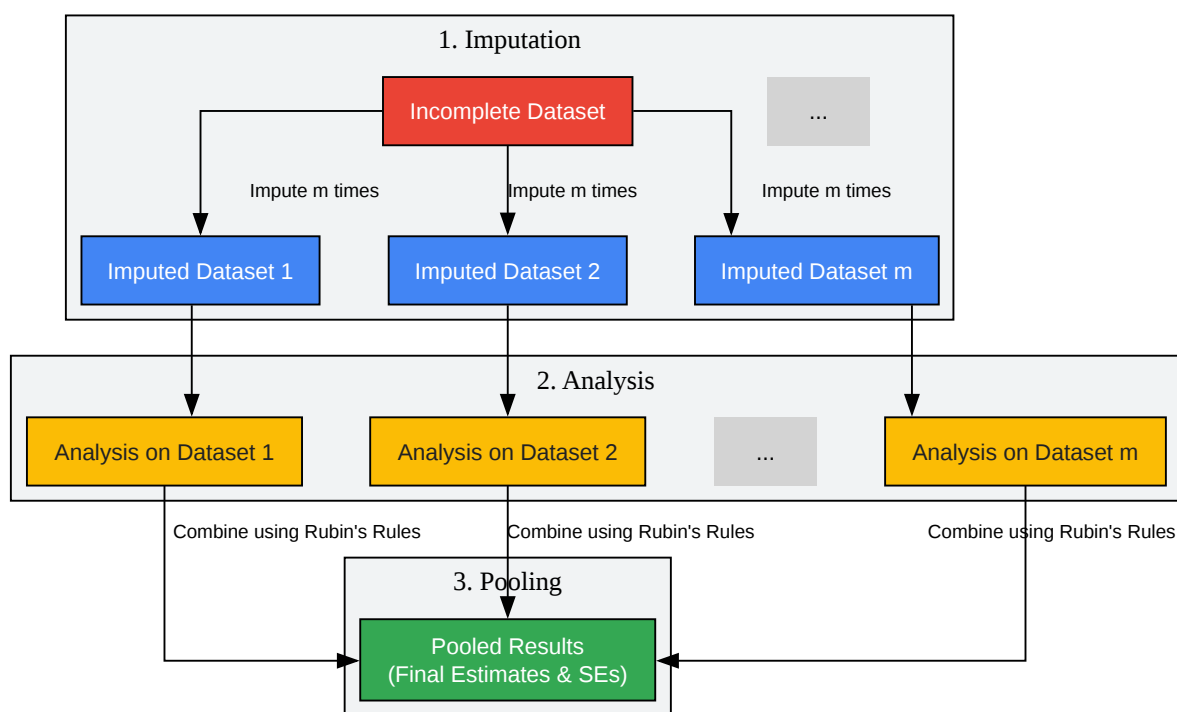 1. Imputation
Incomplete Dataset
...
Impute m times
Impute m times
Impute m times
Imputed Dataset 1
Imputed Dataset 2
Imputed Dataset m
2. Analysis
Analysis on Dataset 1
Analysis on Dataset 2
...
Analysis on Dataset m
Combine using Rubin's Rules
Combine using Rubin's Rules
Combine using Rubin's Rules
3. Pooling
Pooled Results
(Final Estimates & SEs)